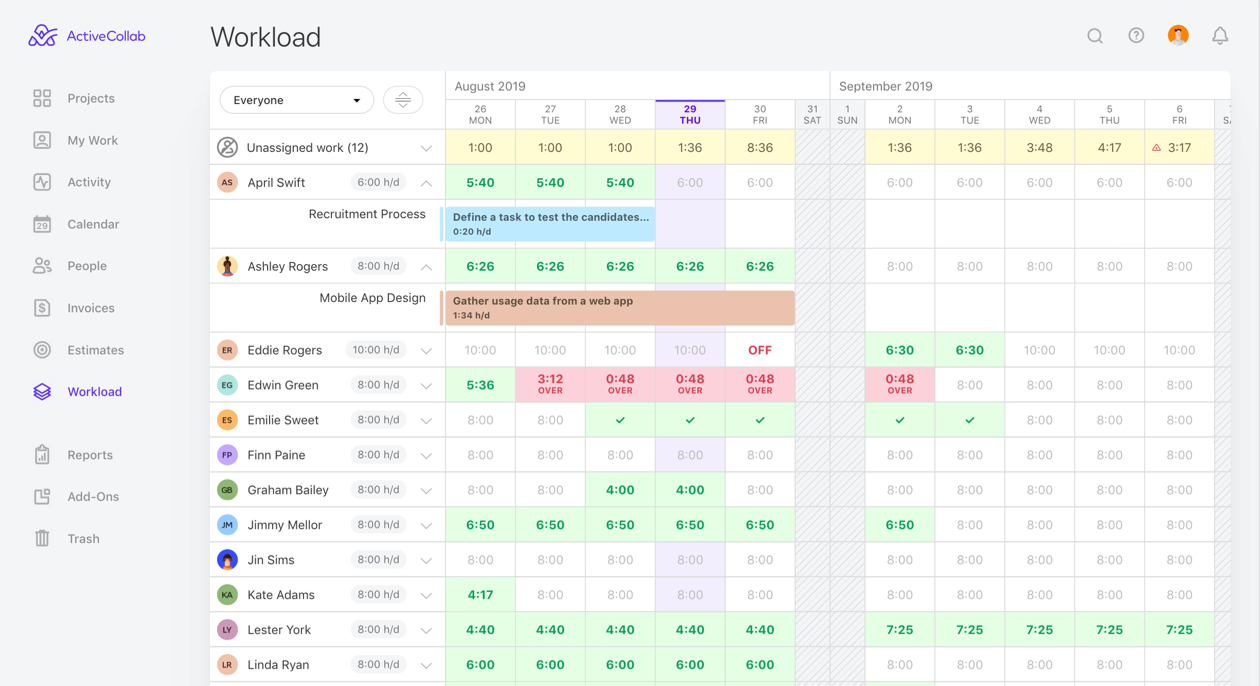 ActiveCollab
Workload
Projects
My Work
Activity
29
Calendar
People
$
Invoices
Estimates
Workload
Reports
Add-Ons
Trash
?
Everyone
August 2019
September 2019
26 27 28 29 30 31 1 2 3 4 5 6
MON TUE WED THU FRI SAT SUN MON TUE WED THU FRI
Unassigned work (12) 1:00 1:00 1:00 1:36 8:36 1:36 1:36 3:48 4:17 3:17
AS April Swift 6:00 h/d 5:40 5:40 5:40 6:00 6:00 6:00 6:00 6:00 6:00 6:00
Recruitment Process Define a task to test the candidates...
0:20 h/d
Ashley Rogers 8:00 h/d 6:26 6:26 6:26 6:26 6:26 8:00 8:00 8:00 8:00 8:00
Mobile App Design Gather usage data from a web app
1:34 h/d
ER Eddie Rogers 10:00 h/d 10:00 10:00 10:00 10:00 OFF 6:30 6:30 10:00 10:00 10:00
EG Edwin Green 8:00 h/d 5:36 3:12 0:48 0:48 0:48 0:48 8:00 8:00 8:00 8:00
OVER OVER OVER OVER OVER
ES Emilie Sweet 8:00 h/d 8:00 8:00 8:00 8:00 8:00
FP Finn Paine 8:00 h/d 8:00 8:00 8:00 8:00 8:00 8:00 8:00 8:00 8:00 8:00
GB Graham Bailey 8:00 h/d 8:00 8:00 4:00 4:00 8:00 8:00 8:00 8:00 8:00 8:00
JM Jimmy Mellor 8:00 h/d 6:50 6:50 6:50 6:50 6:50 6:50 8:00 8:00 8:00 8:00
Jin Sims 8:00 h/d 8:00 8:00 8:00 8:00 8:00 8:00 8:00 8:00 8:00 8:00
KA Kate Adams 8:00 h/d 4:17 8:00 8:00 8:00 8:00 8:00 8:00 8:00 8:00 8:00
LY Lester York 8:00 h/d 4:40 4:40 4:40 4:40 4:40 7:25 7:25 7:25 7:25 7:25
LR Linda Ryan 8:00 h/d 6:00 6:00 6:00 6:00 6:00 8:00 8:00 8:00 8:00 8:00